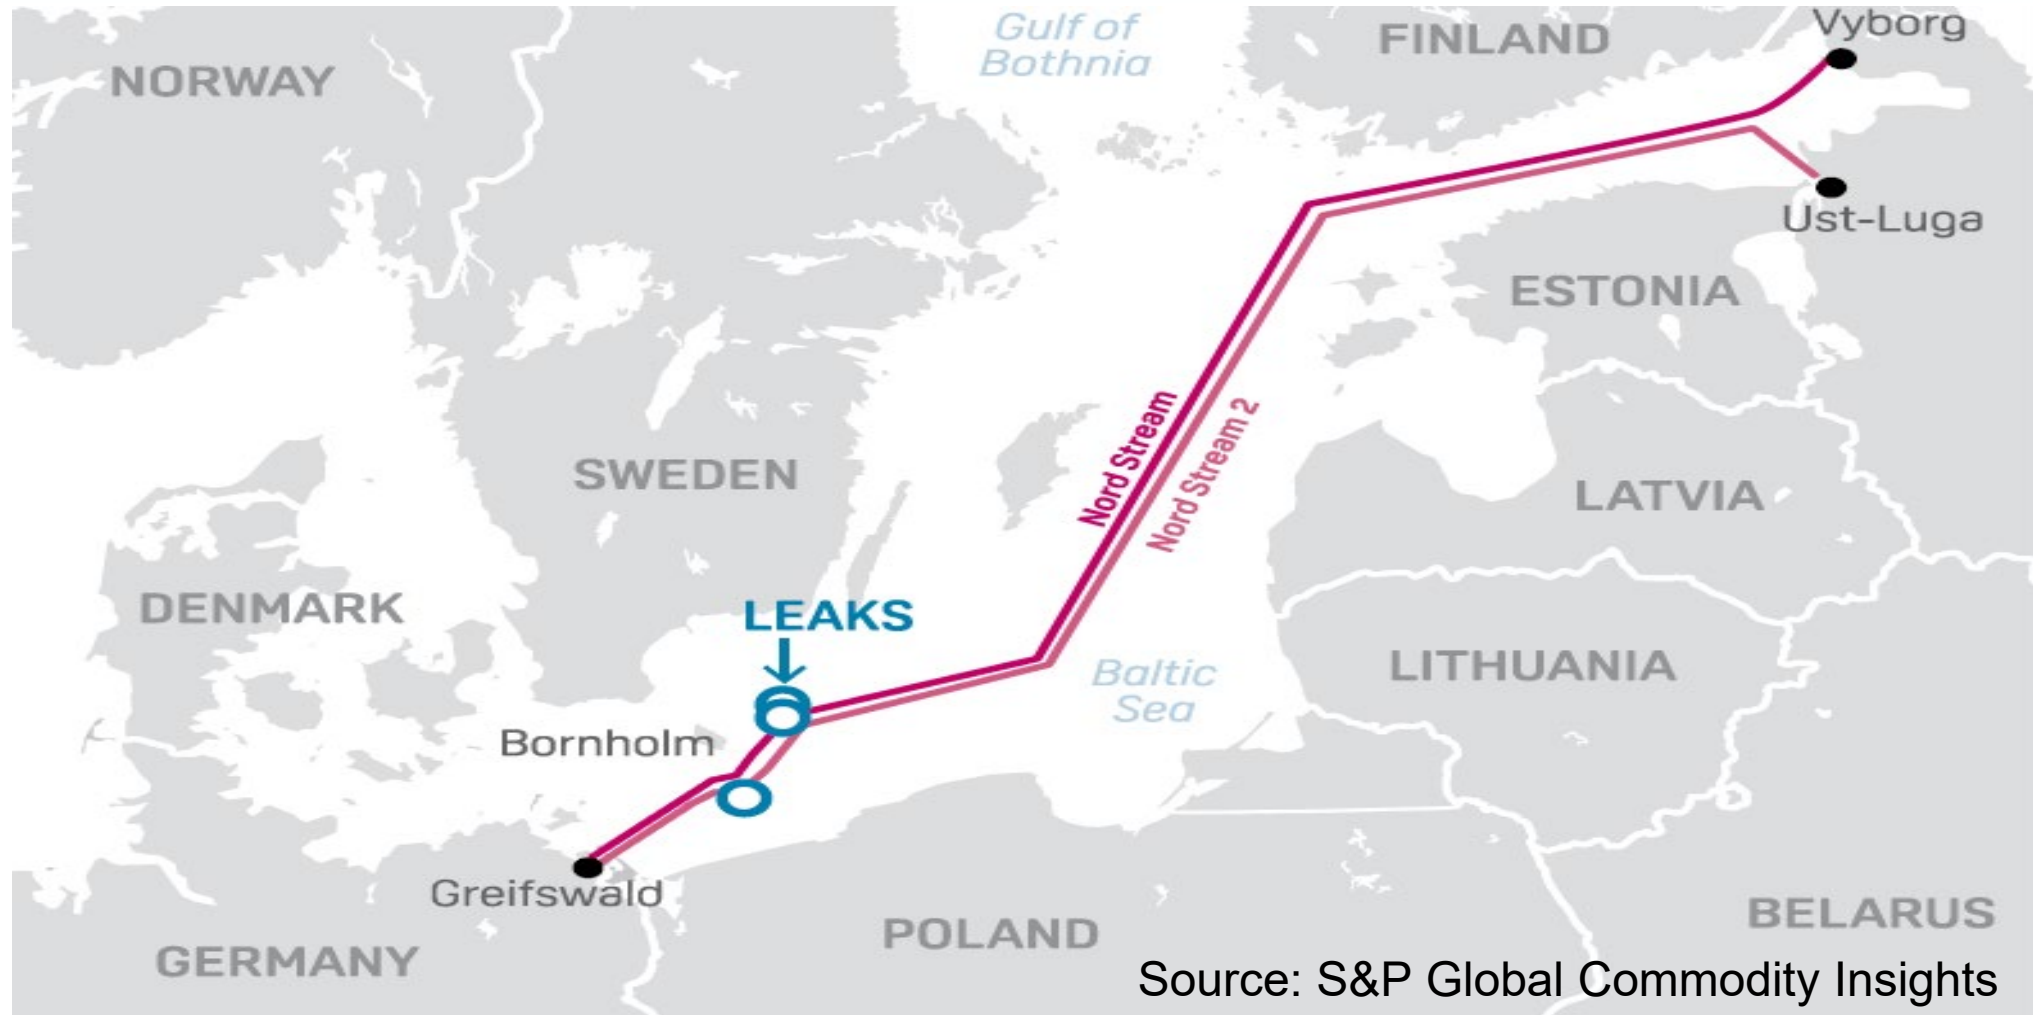 Vyborg
Gulf of
Bothnia
FINLAND
NORWAY
Ust-Luga
ESTONIA
Nord Stream
Nord Stream 2
SWEDEN
LATVIA
DENMARK
LEAKS
LITHUANIA
Baltic
Sea
Bornholm
Greifswald
BELARUS
POLAND
GERMANY
Source: S&P Global Commodity Insights